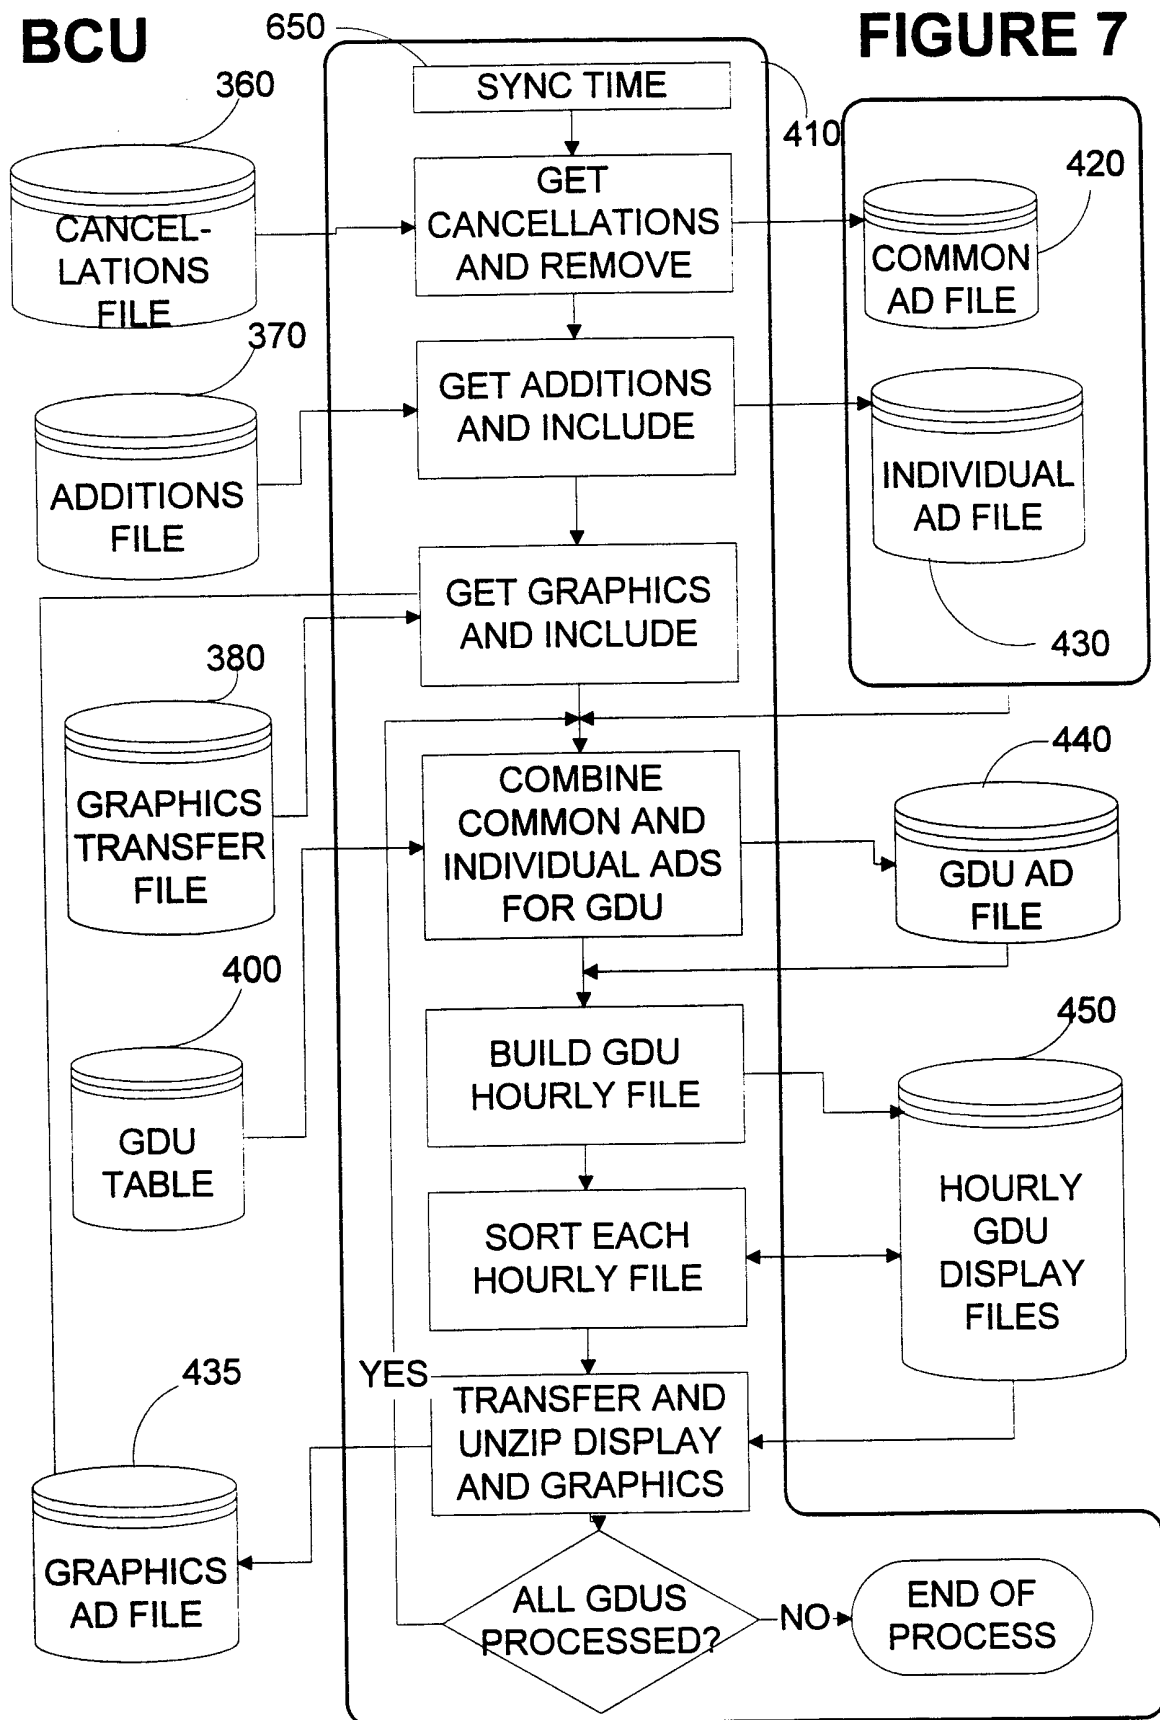 BCU
FIGURE 7
650
SYNC TIME
410
360
CANCEL-
LATIONS
FILE
GET
CANCELLATIONS
AND REMOVE
420
COMMON
AD FILE
370
ADDITIONS
FILE
GET ADDITIONS
AND INCLUDE
INDIVIDUAL
AD FILE
430
GET GRAPHICS
AND INCLUDE
380
GRAPHICS
TRANSFER
FILE
COMBINE
COMMON AND
INDIVIDUAL ADS
FOR GDU
440
GDU AD
FILE
400
GDU
TABLE
BUILD GDU
HOURLY FILE
450
HOURLY
GDU
DISPLAY
FILES
SORT EACH
HOURLY FILE
YES
TRANSFER AND
UNZIP DISPLAY
AND GRAPHICS
435
GRAPHICS
AD FILE
ALL GDUS
PROCESSED?
NO
END OF
PROCESS